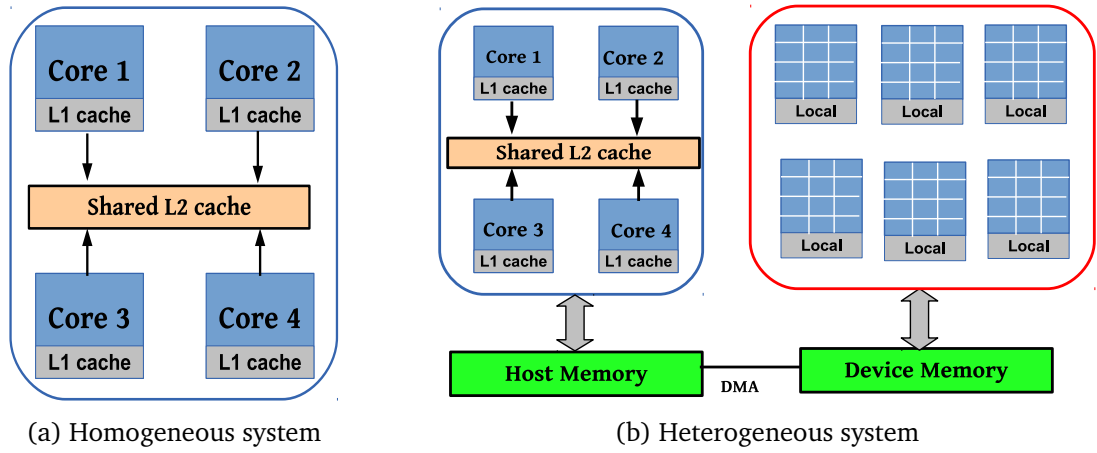 Core 1
L1 cache
Core 2
L1 cache
Shared L2 cache
Core 3
L1 cache
Core 4
L1 cache
(a) Homogeneous system
Core 1
L1 cache
Core 2
L1 cache
Shared L2 cache
Core 3
L1 cache
Core 4
L1 cache
Local
Local
Local
Local
Local
Local
Host Memory
DMA
Device Memory
(b) Heterogeneous system